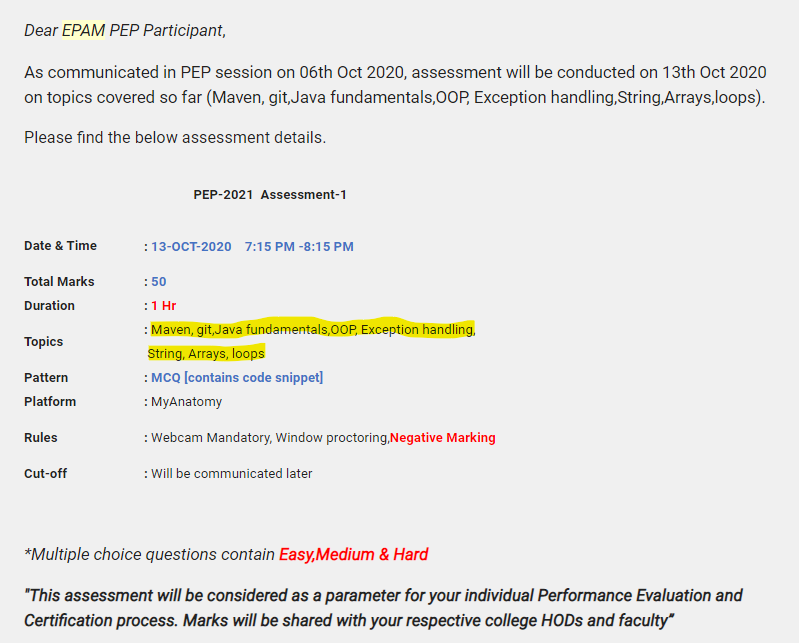 Dear EPAM PEP Participant,
As communicated in PEP session on 06th Oct 2020, assessment will be conducted on 13th Oct 2020
on topics covered so far (Maven, git,Java fundamentals,OOP, Exception handling,String,Arrays,loops).
Please find the below assessment details.
PEP-2021 Assessment-1
Date & Time : 13-OCT-2020 7:15 PM -8:15 PM
Total Marks : 50
Duration : 1 Hr
Topics : Maven, git,Java fundamentals,OOP, Exception handling,
String, Arrays, loops
Pattern : MCQ [contains code snippet]
Platform : MyAnatomy
Rules : Webcam Mandatory, Window proctoring,Negative Marking
Cut-off : Will be communicated later
*Multiple choice questions contain Easy,Medium & Hard
"This assessment will be considered as a parameter for your individual Performance Evaluation and
Certification process. Marks will be shared with your respective college HODs and faculty”